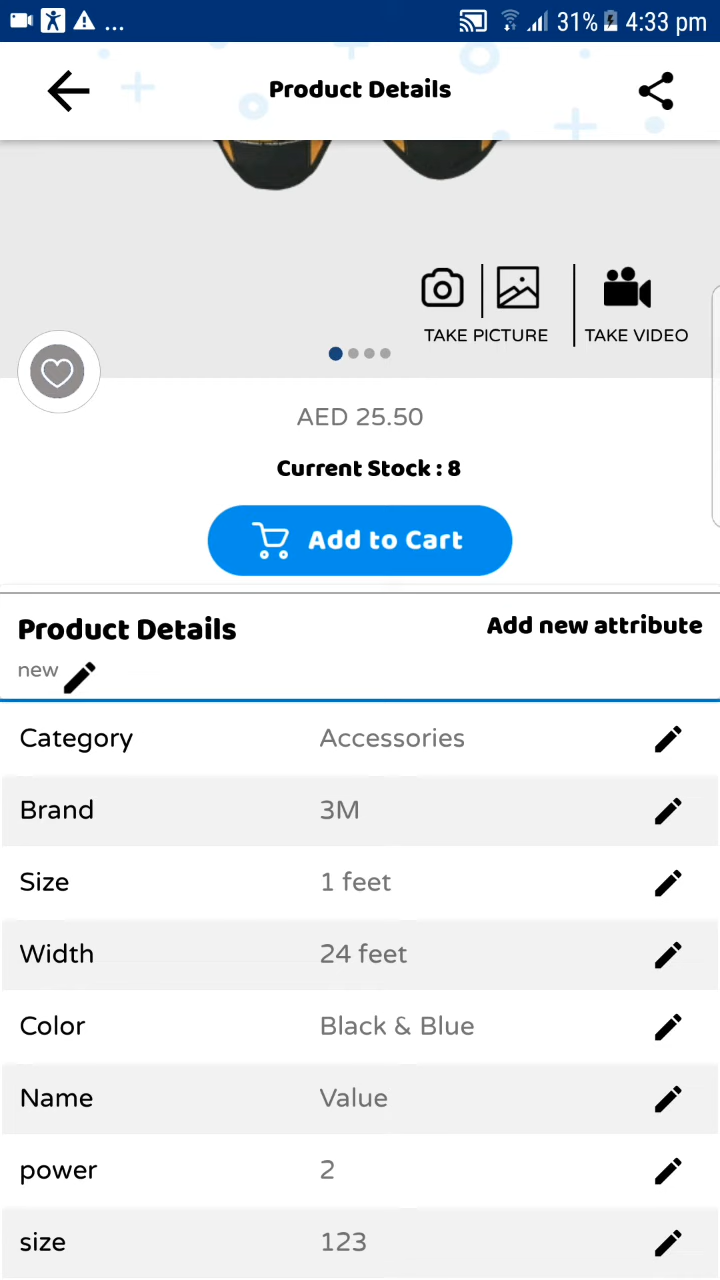 ... 31% 4:33 pm
Product Details
TAKE PICTURE TAKE VIDEO
AED 25.50
Current Stock : 8
Add to Cart
Product Details Add new attribute
new
Category Accessories
Brand 3M
Size 1 feet
Width 24 feet
Color Black & Blue
Name Value
power 2
size 123